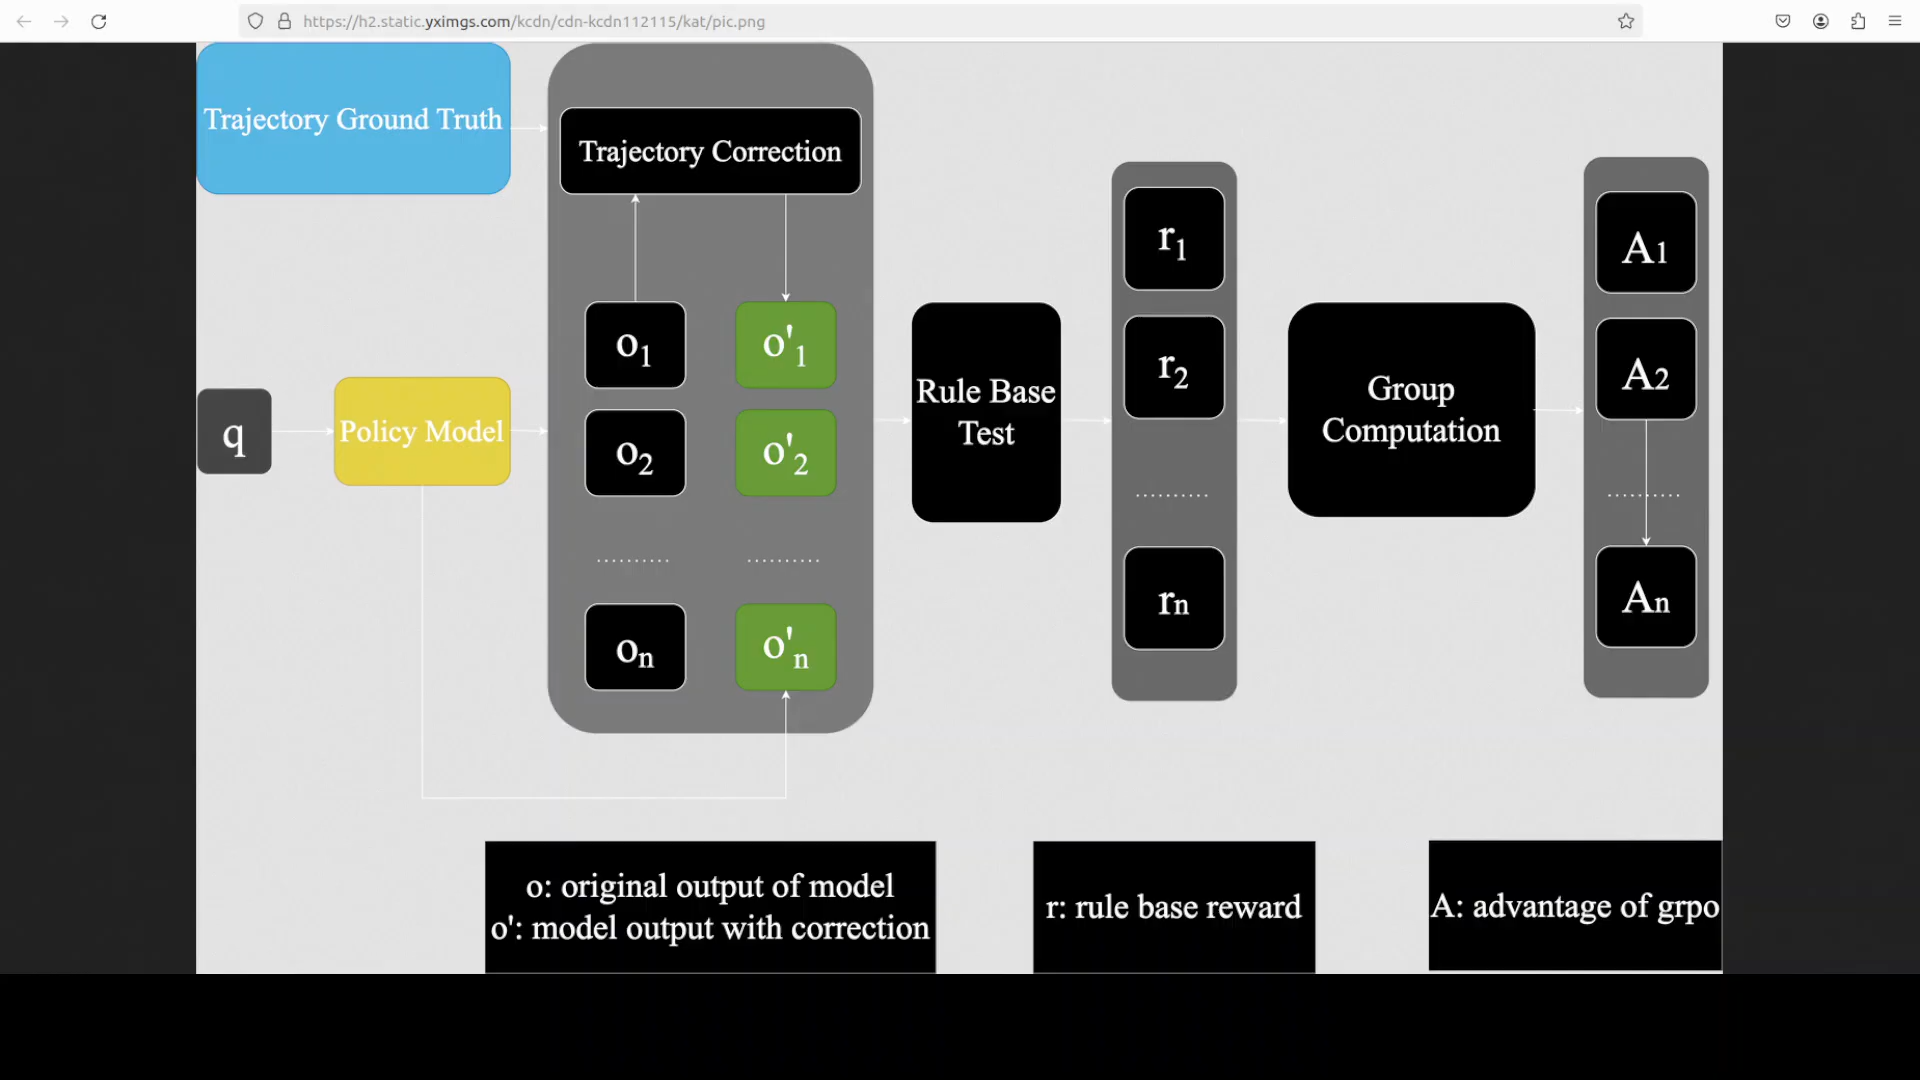 https://h2.static.yximgs.com/kcdn/cdn-kcdn112115/kat/pic.png
Trajectory Ground Truth
Trajectory Correction
q
Policy Model
o1
o'1
o2
o'2
..........
..........
on
o'n
Rule Base
Test
r1
r2
..........
rn
Group
Computation
A1
A2
..........
An
o: original output of model
o': model output with correction
r: rule base reward
A: advantage of grpo